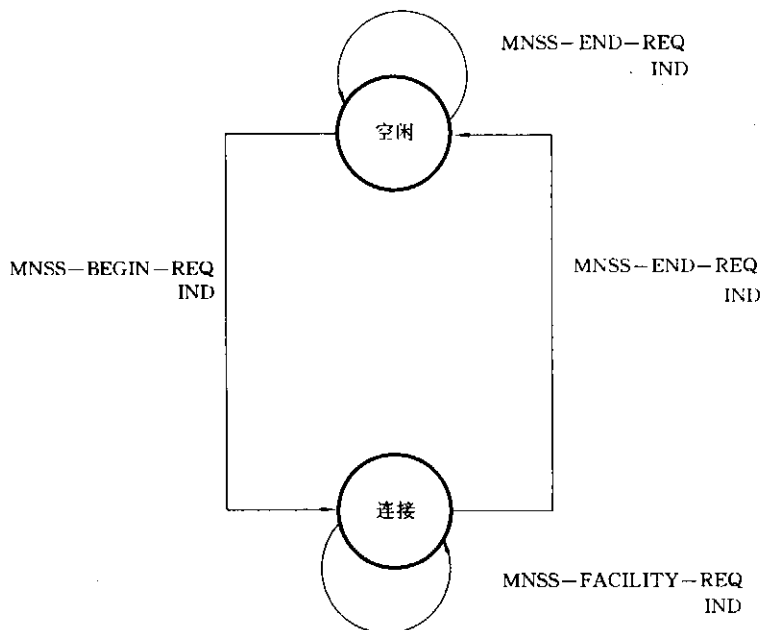 MNSS-END-REQ
IND
空闲
MNSS-BEGIN-REQ
IND
MNSS-END-REQ
IND
连接
MNSS-FACILITY-REQ
IND